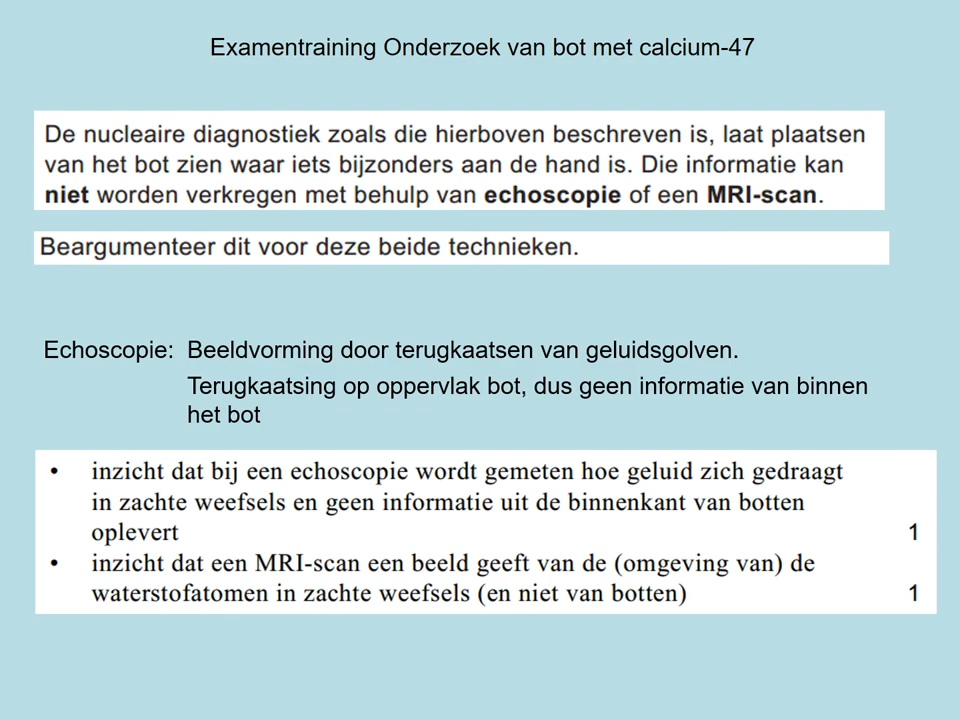 Examentraining Onderzoek van bot met calcium-47
De nucleaire diagnostiek zoals die hierboven beschreven is, laat plaatsen
van het bot zien waar iets bijzonders aan de hand is. Die informatie kan
niet worden verkregen met behulp van echoscopie of een MRI-scan.
Beargumenteer dit voor deze beide technieken.
Echoscopie: Beeldvorming door terugkaatsen van geluidsgolven.
Terugkaatsing op oppervlak bot, dus geen informatie van binnen
het bot
• inzicht dat bij een echoscopie wordt gemeten hoe geluid zich gedraagt
in zachte weefsels en geen informatie uit de binnenkant van botten
oplevert 1
• inzicht dat een MRI-scan een beeld geeft van de (omgeving van) de
waterstofatomen in zachte weefsels (en niet van botten) 1